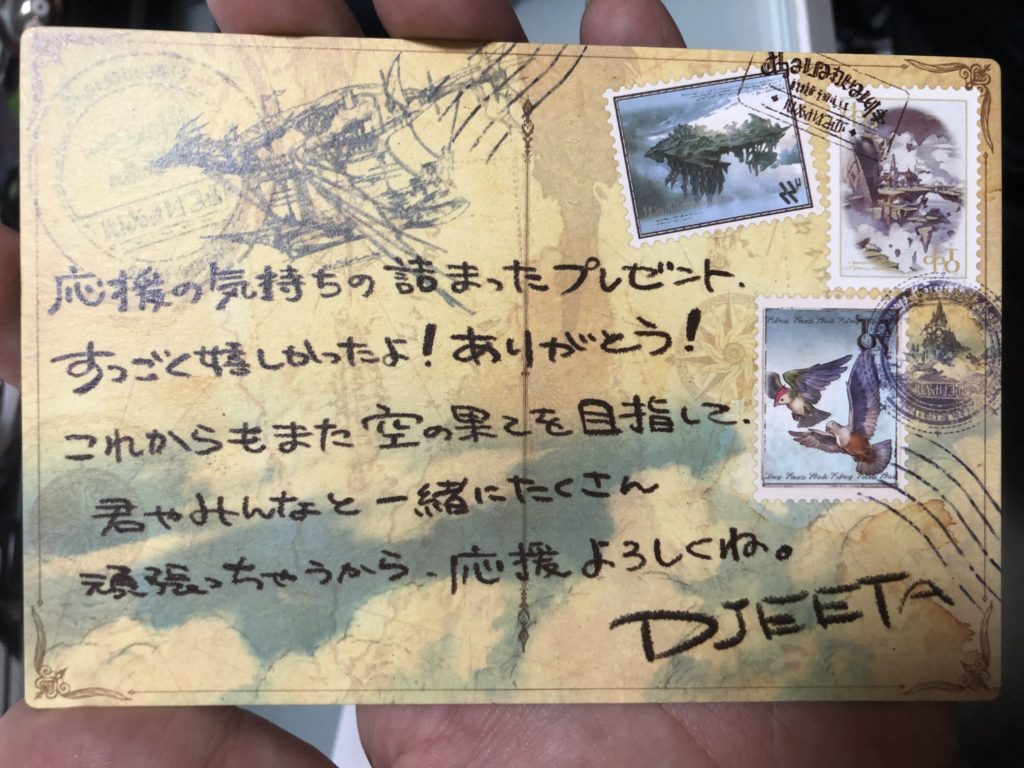 応援の気持ちの詰まったプレゼント、
すっごく嬉しかったよ！ありがとう！
これからもまた空の果てを目指して、
君やみんなと一緒にたくさん
頑張っちゃうから、応援よろしくね。
DJEETA